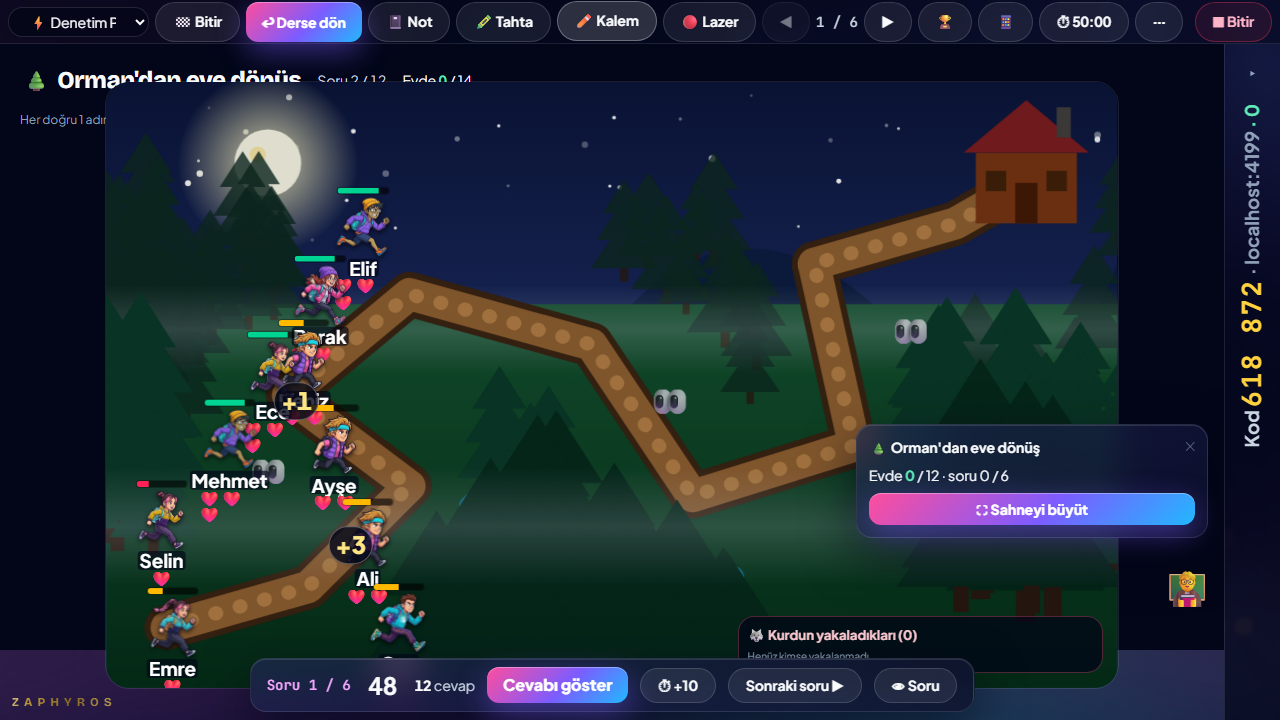 Denetim F
Bitir
Derse dön
Not
Tahta
Kalem
Lazer
1 / 6
50:00
---
Bitir
Orman'dan eve dönüş
Soru 2 / 12
Evde 0 / 14
Her doğru 1 adım
Elif
Ece
Mehmet
Ayşe
+1
Selin
+3
Ali
Emre
Orman'dan eve dönüş
Evde 0 / 12 · soru 0 / 6
Sahneyi büyüt
Kurdun yakaladıkları (0)
Henüz kimse yakalanmadı
Soru 1 / 6
48
12 cevap
Cevabı göster
+10
Sonraki soru
Soru
Kod 618 872 · localhost:4199 · 0
ZAPHYROS